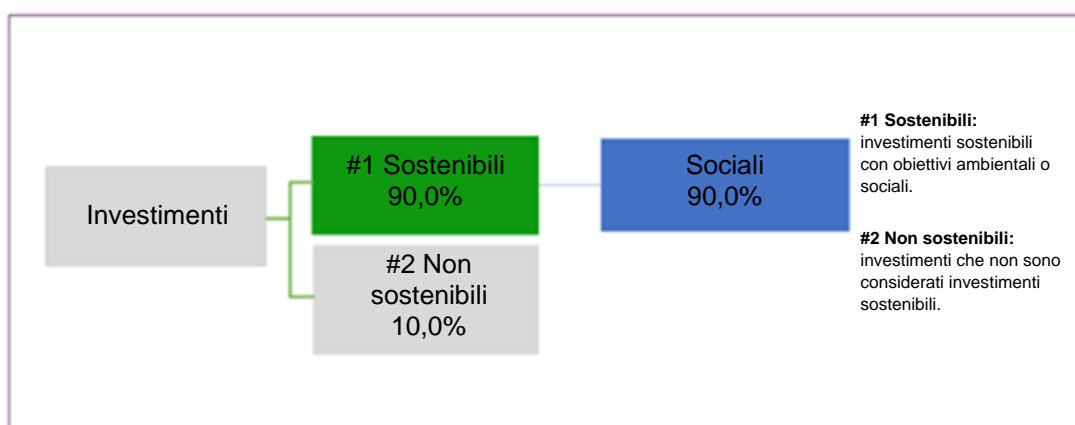 Investimenti
#1 Sostenibili
90,0%
#2 Non
sostenibili
10,0%
Sociali
90,0%
#1 Sostenibili:
investimenti sostenibili
con obiettivi ambientali o
sociali.
#2 Non sostenibili:
investimenti che non sono
considerati investimenti
sostenibili.